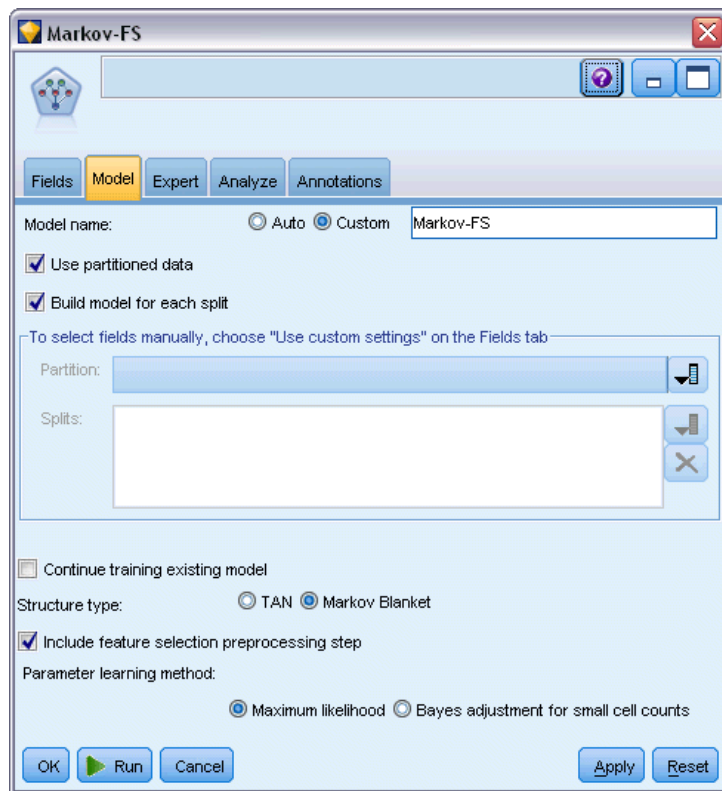 Markov-FS
Fields Model Expert Analyze Annotations
Model name: Auto Custom Markov-FS
Use partitioned data
Build model for each split
To select fields manually, choose "Use custom settings" on the Fields tab
Partition:
Splits:
Continue training existing model
Structure type: TAN Markov Blanket
Include feature selection preprocessing step
Parameter learning method:
Maximum likelihood Bayes adjustment for small cell counts
OK Run Cancel Apply Reset